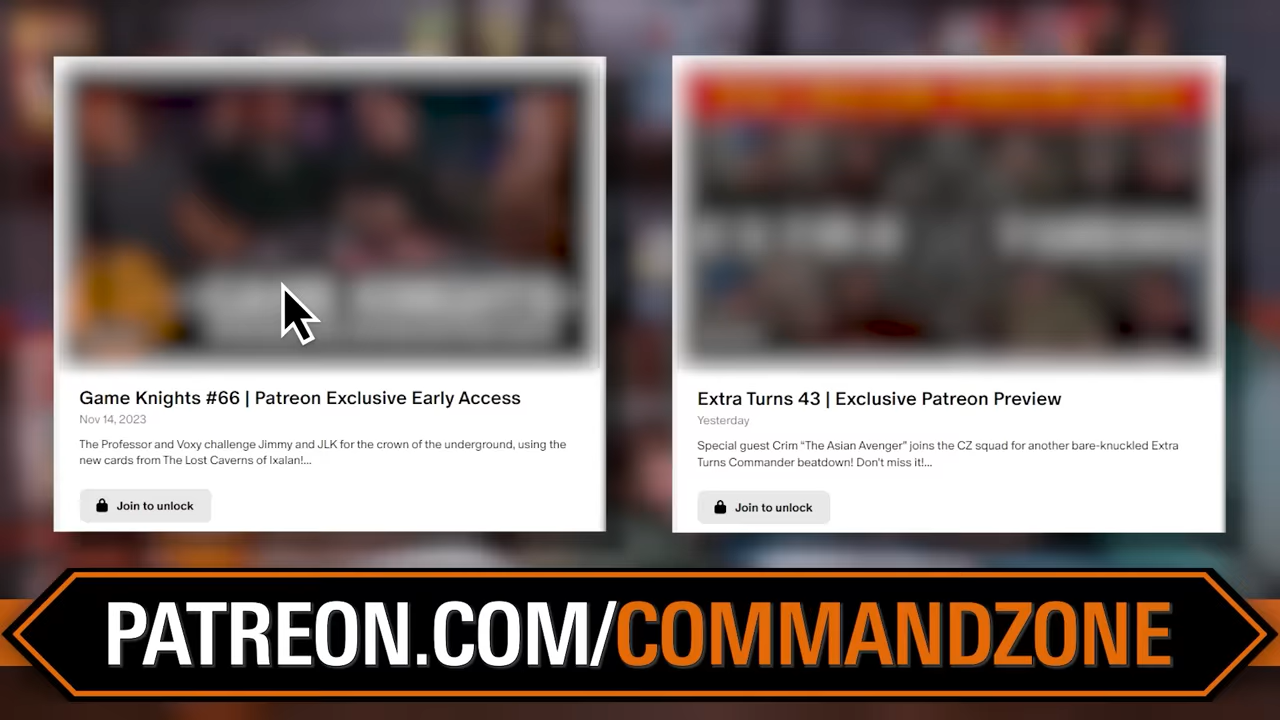 Game Knights #66 | Patreon Exclusive Early Access
Nov 14, 2023
The Professor and Voxy challenge Jimmy and JLK for the crown of the underground, using the
new cards from The Lost Caverns of Ixalan!...
Join to unlock
EXTRA TURNS
Extra Turns 43 | Exclusive Patreon Preview
Yesterday
Special guest Crim “The Asian Avenger” joins the CZ squad for another bare-knuckled Extra
Turns Commander beatdown! Don't miss it!...
Join to unlock
PATREON.COM/COMMANDZONE